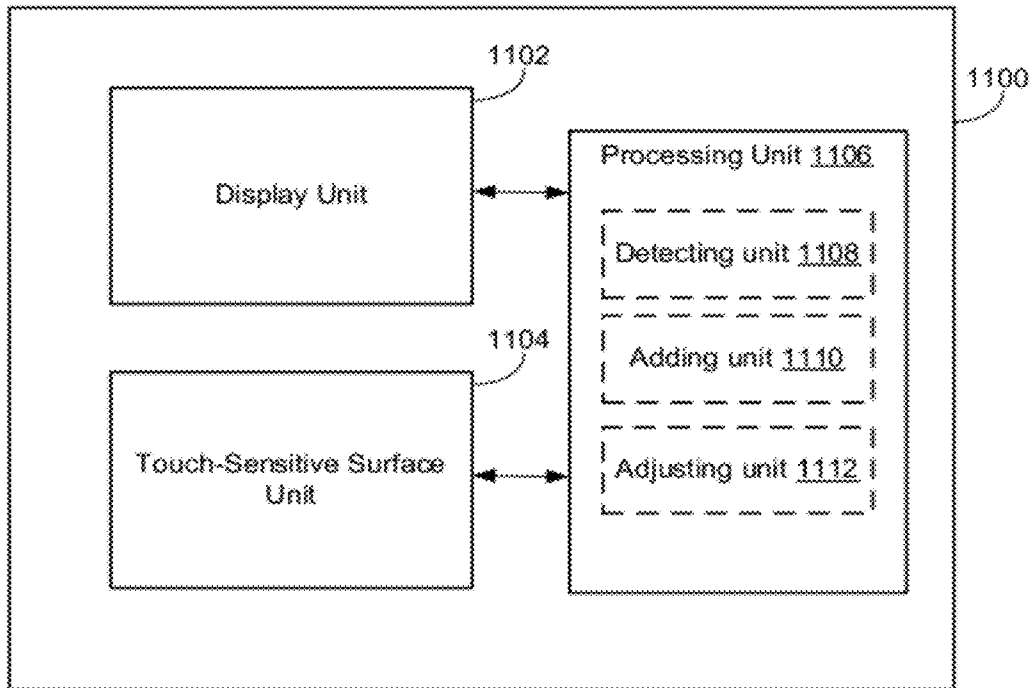 1102
1100
Display Unit
Processing Unit 1106
Detecting unit 1108
Adding unit 1110
Adjusting unit 1112
1104
Touch-Sensitive Surface
Unit